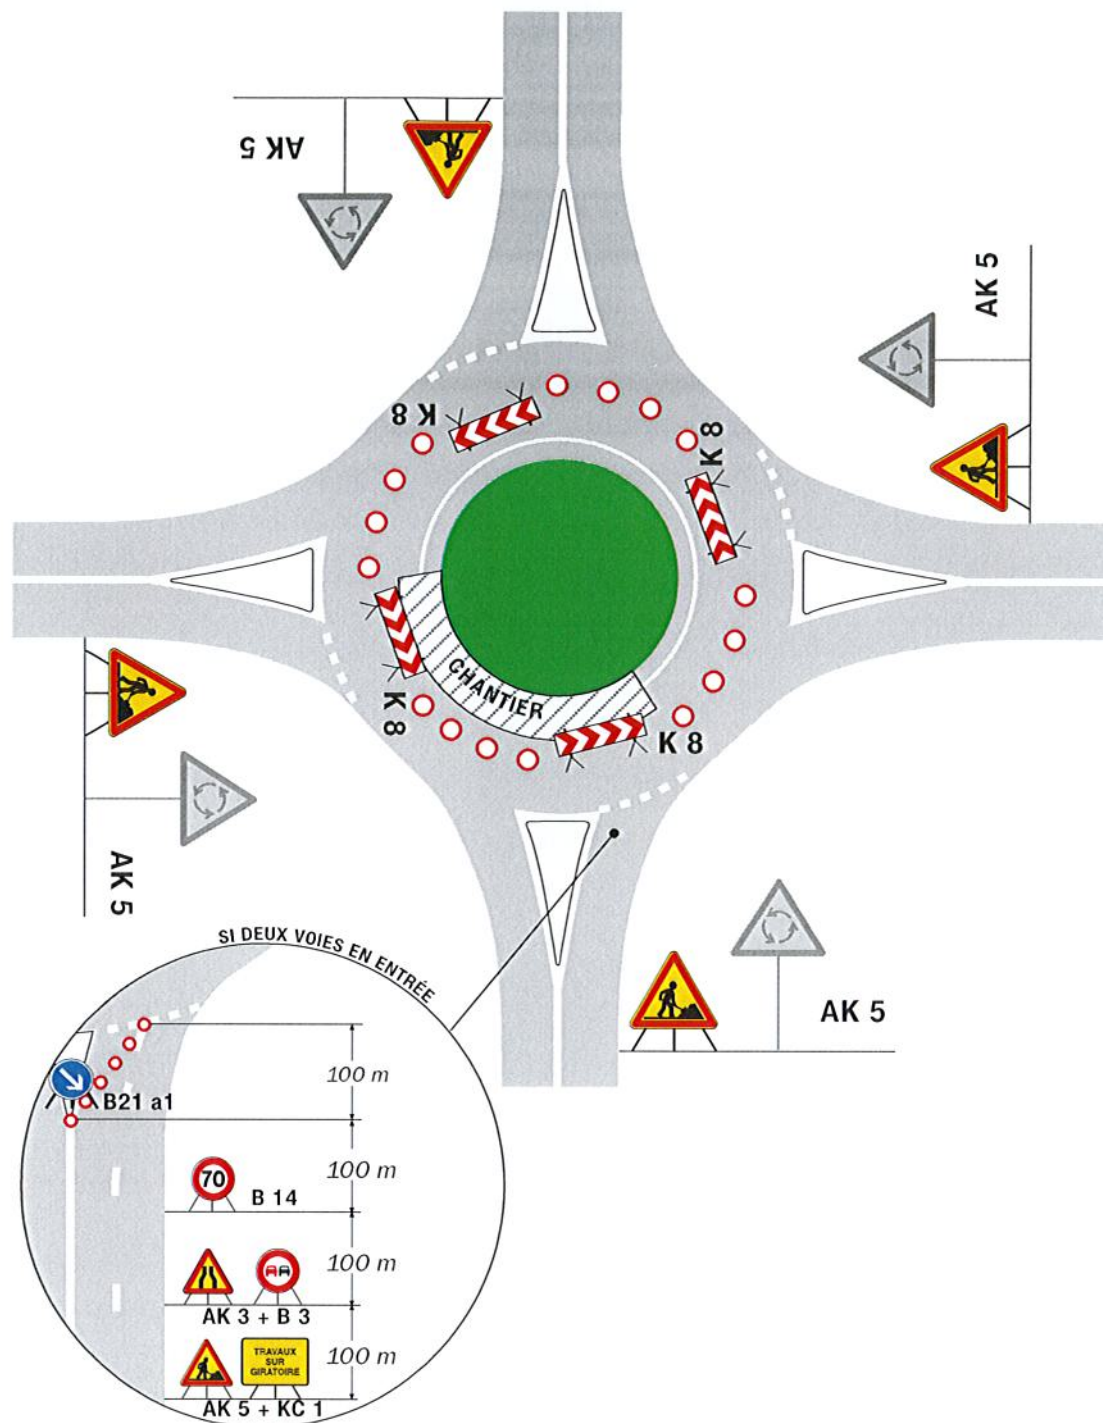 AK 5
AK 5
K 8
K 8
K 8
CHANTIER
K 8
AK 5
SI DEUX VOIES EN ENTRÉE
AK 5
100 m
B21 a1
100 m
70
B 14
100 m
AK 3 + B 3
TRAVAUX
SUR
GIRATOIRE
100 m
AK 5 + KC 1